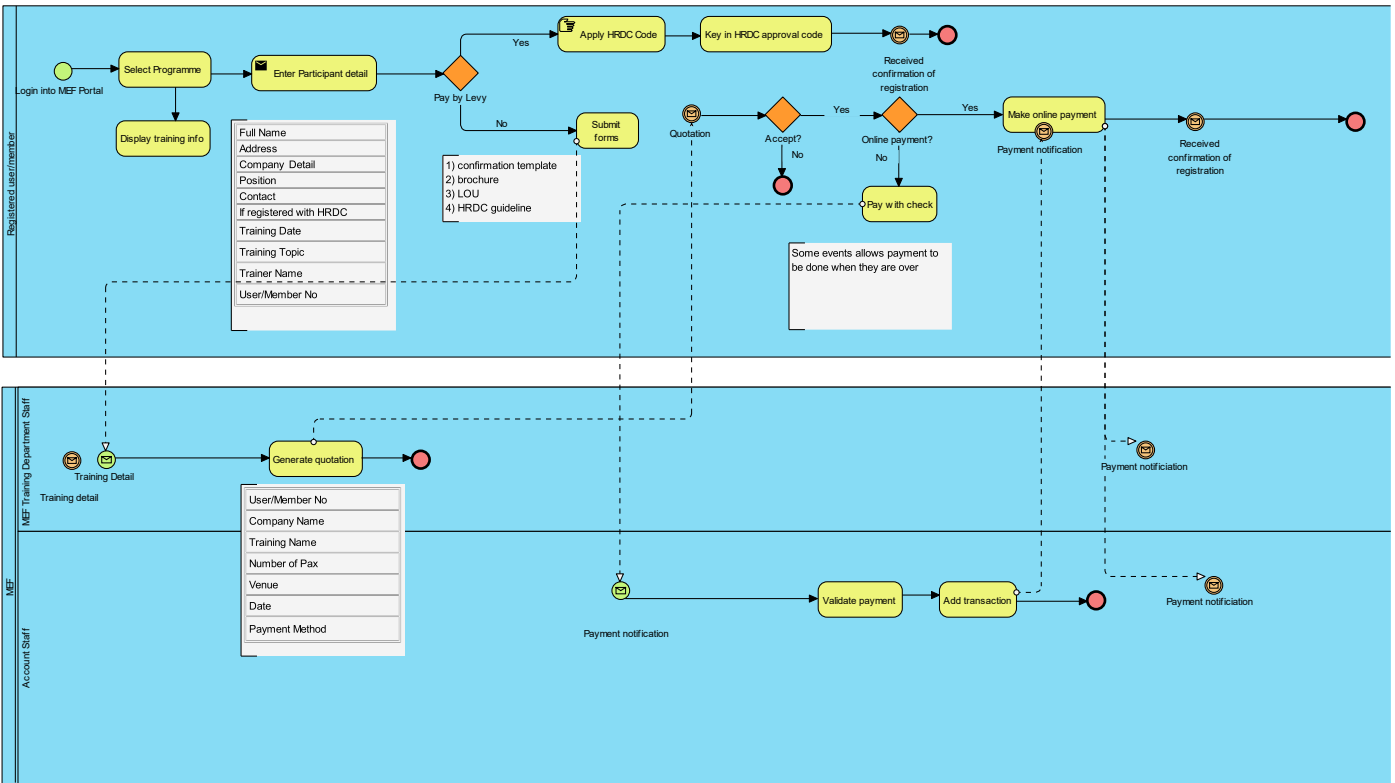 Registered user/member
Login into MEF Portal
Select Programme
Display training info
Enter Participant detail
Full Name
Address
Company Detail
Position
Contact
If registered with HRDC
Training Date
Training Topic
Trainer Name
User/Member No
Pay by Levy
Yes
No
Apply HRDC Code
Key in HRDC approval code
Received
confirmation of
registration
Submit
forms
1) confirmation template
2) brochure
3) LOU
4) HRDC guideline
Quotation
Accept?
Yes
No
Online payment?
Yes
No
Make online payment
Payment notification
Received
confirmation of
registration
Pay with check
Some events allows payment to
be done when they are over
MEF
MEF Training Department Staff
Training Detail
Training detail
Generate quotation
User/Member No
Company Name
Training Name
Number of Pax
Venue
Date
Payment Method
Payment notificiation
Account Staff
Payment notification
Validate payment
Add transaction
Payment notificiation